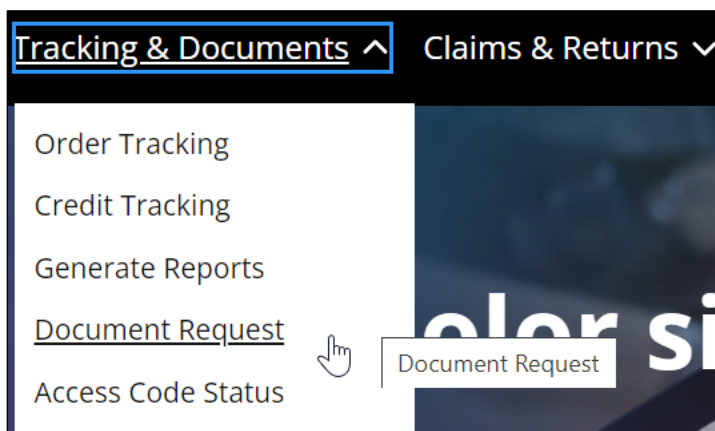 Tracking & Documents
Claims & Returns
Order Tracking
Credit Tracking
Generate Reports
Document Request
Document Request
Access Code Status